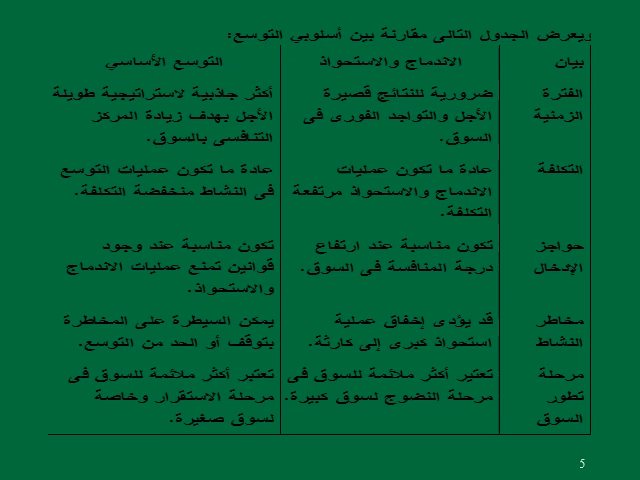 ويعرض الجدول التالى مقارنة بين أسلوبي التوسع:
بيان
الاندماج والاستحواذ
التوسع الأساسي
الفترة
الزمنية
ضرورية للنتائج قصيرة
الأجل والتواجد الفورى فى
السوق.
أكثر جاذبية لاستراتيجية طويلة
الأجل بهدف زيادة المركز
التنافسى بالسوق.
التكلفة
عادة ما تكون عمليات
الاندماج والاستحواذ مرتفعة
التكلفة.
عادة ما تكون عمليات التوسع
فى النشاط منخفضة التكلفة.
حواجز
الإدخال
تكون مناسبة عند ارتفاع
درجة المنافسة فى السوق.
تكون مناسبة عند وجود
قوانين تمنع عمليات الاندماج
والاستحواذ.
مخاطر
النشاط
قد يؤدى إخفاق عملية
استحواذ كبرى إلى كارثة.
يمكن السيطرة على المخاطرة
بتوقف أو الحد من التوسع.
مرحلة
تطور
السوق
تعتبر أكثر ملائمة للسوق فى
مرحلة النضوج لسوق كبيرة.
تعتبر أكثر ملائمة للسوق فى
مرحلة الاستقرار وخاصة
لسوق صغيرة.
5